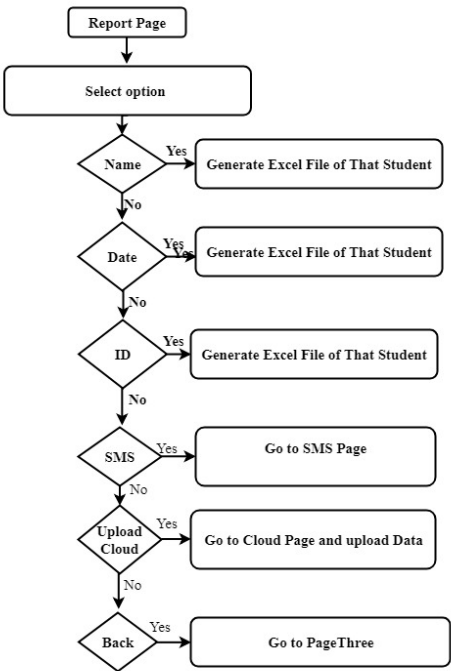 Report Page
Select option
Name
Yes
Generate Excel File of That Student
No
Date
Yes
Yes
Generate Excel File of That Student
No
ID
Yes
Generate Excel File of That Student
No
SMS
Yes
Go to SMS Page
No
Upload
Cloud
Yes
Go to Cloud Page and upload Data
No
Back
Yes
Go to PageThree